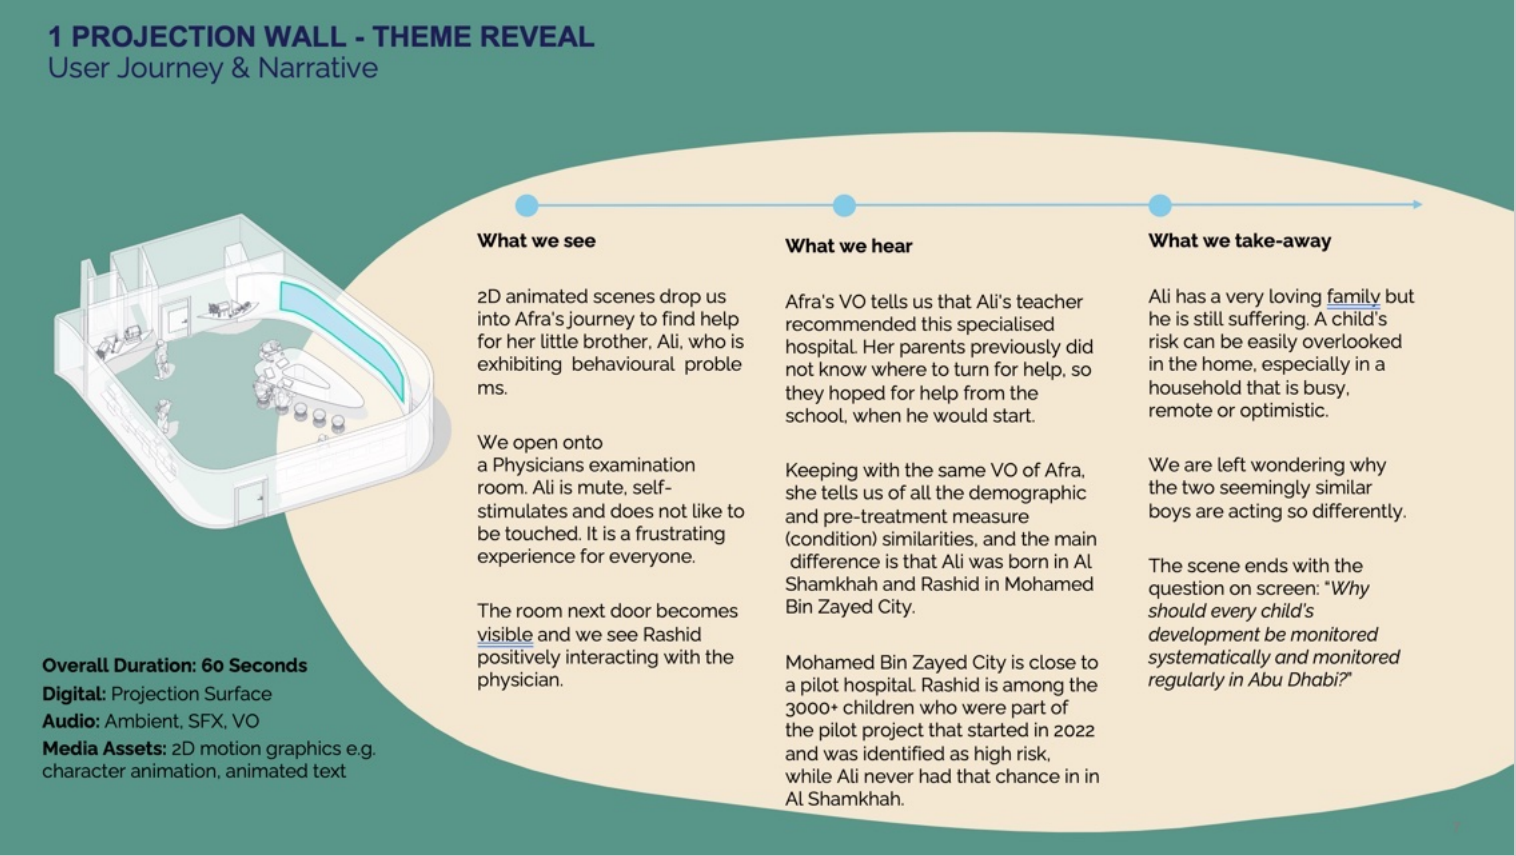 1 PROJECTION WALL - THEME REVEAL
User Journey & Narrative
What we see
2D animated scenes drop us
into Afra's journey to find help
for her little brother, Ali, who is
exhibiting behavioural proble
ms.
We open onto
a Physicians examination
room. Ali is mute, self-
stimulates and does not like to
be touched. It is a frustrating
experience for everyone.
The room next door becomes
visible and we see Rashid
positively interacting with the
physician.
What we hear
Afra's VO tells us that Ali's teacher
recommended this specialised
hospital. Her parents previously did
not know where to turn for help, so
they hoped for help from the
school, when he would start.
Keeping with the same VO of Afra,
she tells us of all the demographic
and pre-treatment measure
(condition) similarities, and the main
difference is that Ali was born in Al
Shamkhah and Rashid in Mohamed
Bin Zayed City.
Mohamed Bin Zayed City is close to
a pilot hospital. Rashid is among the
3000+ children who were part of
the pilot project that started in 2022
and was identified as high risk,
while Ali never had that chance in in
Al Shamkhah.
What we take-away
Ali has a very loving family but
he is still suffering. A child's
risk can be easily overlooked
in the home, especially in a
household that is busy,
remote or optimistic.
We are left wondering why
the two seemingly similar
boys are acting so differently.
The scene ends with the
question on screen: "Why
should every child's
development be monitored
systematically and monitored
regularly in Abu Dhabi?"
Overall Duration: 60 Seconds
Digital: Projection Surface
Audio: Ambient, SFX, VO
Media Assets: 2D motion graphics e.g.
character animation, animated text